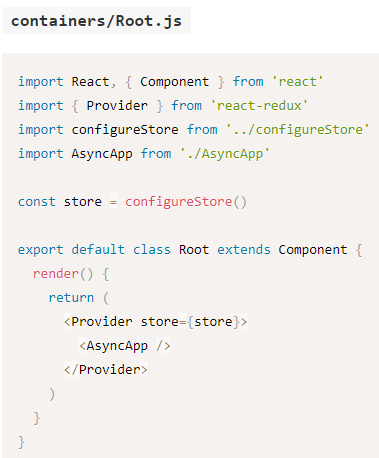 containers/Root.js
import React, { Component } from 'react'
import { Provider } from 'react-redux'
import configureStore from '../configureStore'
import AsyncApp from './AsyncApp'
const store = configureStore()
export default class Root extends Component {
  render() {
    return (
      <Provider store={store}>
        <AsyncApp />
      </Provider>
    )
  }
}